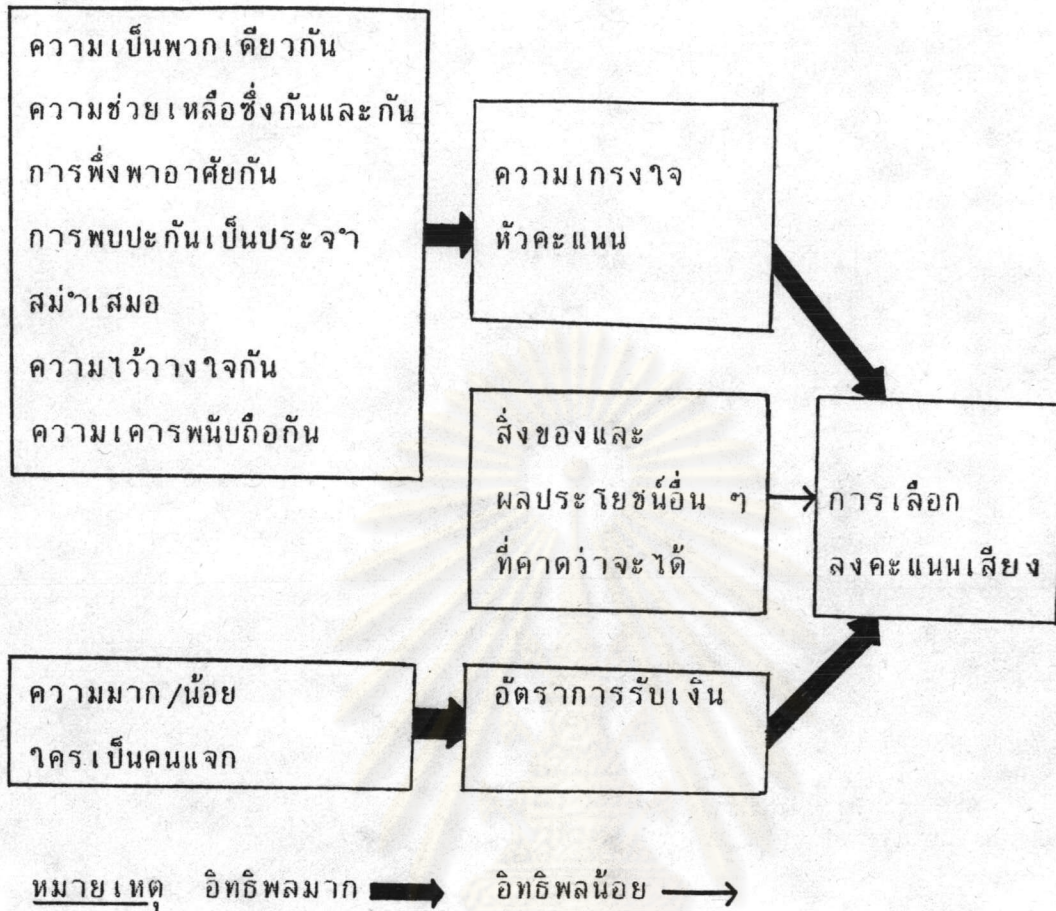 ความเป็นพวกเดียวกัน
ความช่วยเหลือซึ่งกันและกัน
การพึ่งพาอาศัยกัน
การพบปะกันเป็นประจำ
สม่ำเสมอ
ความไว้วางใจกัน
ความเคารพนับถือกัน
ความเกรงใจ
หัวคะแนน
สิ่งของและ
ผลประโยชน์อื่น ๆ
ที่คาดว่าจะได้
การเลือก
ลงคะแนนเสียง
ความมาก/น้อย
ใครเป็นคนแจก
อัตราการรับเงิน
หมายเหตุ อิทธิพลมาก อิทธิพลน้อย